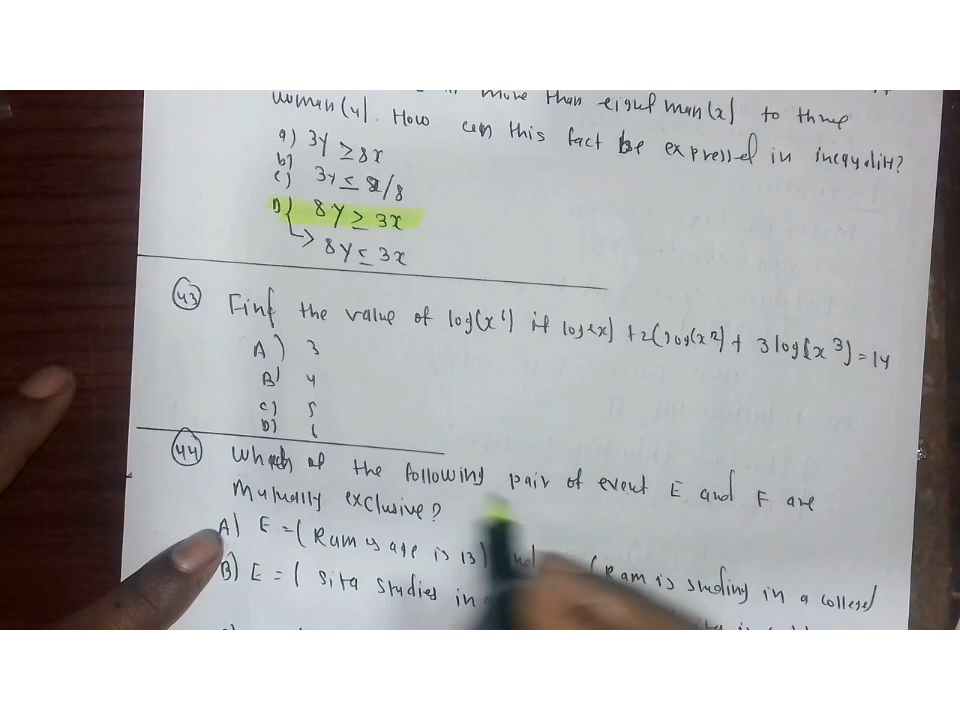 more than eight man(x) to three
woman(y). How can this fact be expressed in inequalit?
a) 3Y ≥ 8x
b)
c) 3Y ≤ 8/8
D) 8Y ≥ 3x
↳ 8Y ≤ 3x
43 Find the value of log(x¹) if log(x) + 2(log(x²) + 3log(x³) = 14
A) 3
B) 4
c) 5
D) 6
44 Which of the following pair of event E and F are
Mutually exclusive?
A) E = (Ram is age is 13) (Ram is studing in a college)
B) E = ( Sita studies in